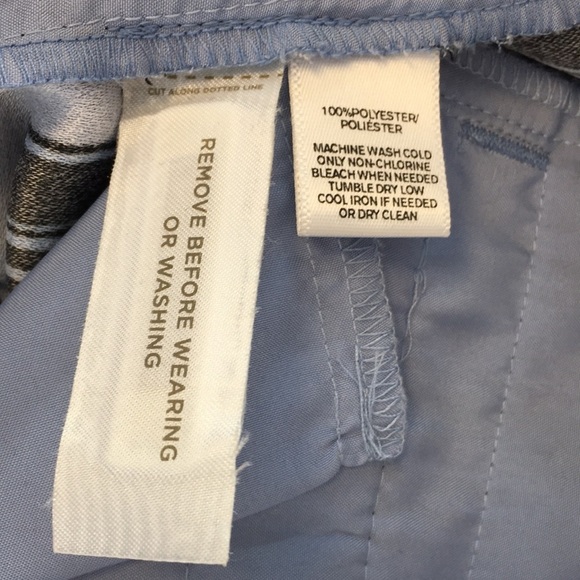 CUT ALONG DOTTED LINE
REMOVE BEFORE WEARING
OR WASHING
100%POLYESTER/
POLIÉSTER
MACHINE WASH COLD
ONLY NON-CHLORINE
BLEACH WHEN NEEDED
TUMBLE DRY LOW
COOL IRON IF NEEDED
OR DRY CLEAN